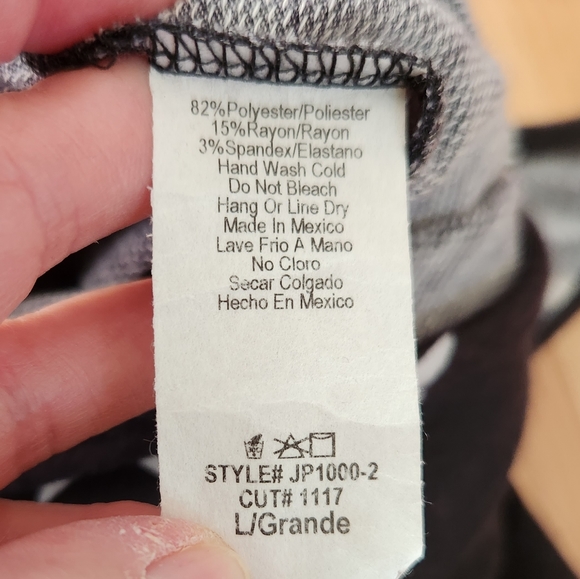 82%Polyester/Poliester
15%Rayon/Rayon
3%Spandex/Elastano
Hand Wash Cold
Do Not Bleach
Hang Or Line Dry
Made In Mexico
Lave Frio A Mano
No Cloro
Secar Colgado
Hecho En Mexico
STYLE# JP1000-2
CUT# 1117
L/Grande